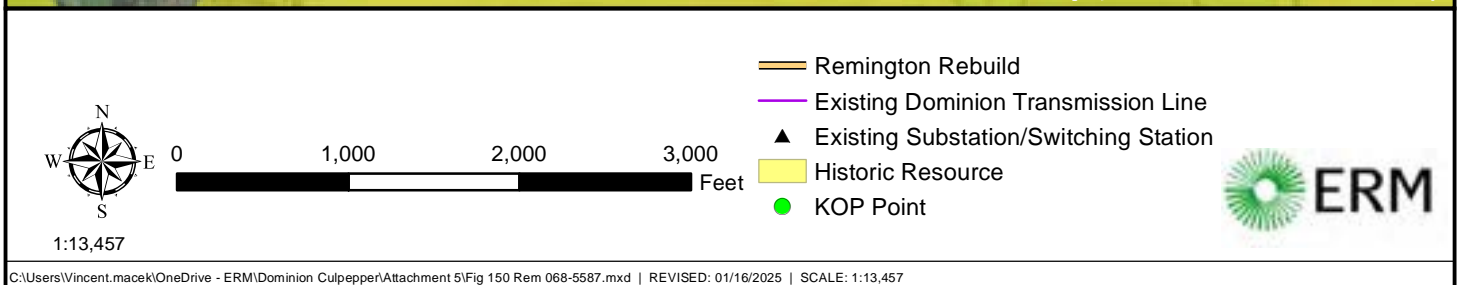 Remington Rebuild
Existing Dominion Transmission Line
Existing Substation/Switching Station
Historic Resource
KOP Point
N
W E
S
0 1,000 2,000 3,000
Feet
1:13,457
ERM
C:\Users\Vincent.macek\OneDrive - ERM\Dominion Culpepper\Attachment 5\Fig 150 Rem 068-5587.mxd | REVISED: 01/16/2025 | SCALE: 1:13,457